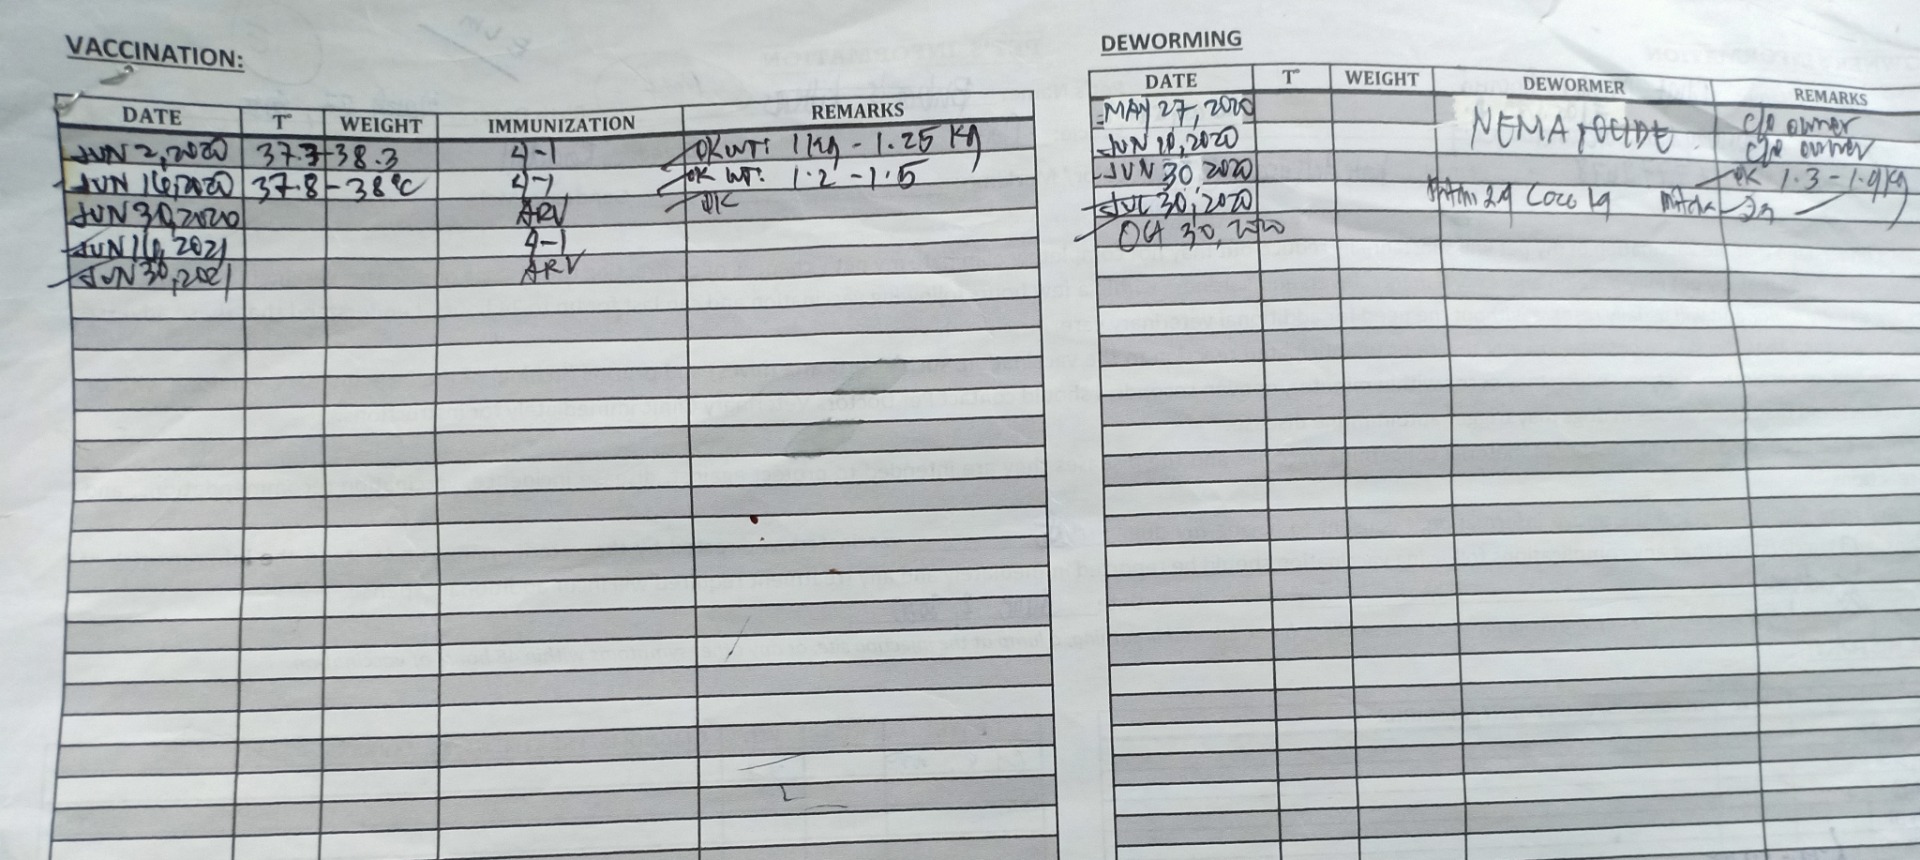 VACCINATION:
DATE T° WEIGHT IMMUNIZATION REMARKS
JUN 2, 2020 37.7-38.3 4-1 OK WT: 1 kg - 1.25 kg
JUN 16, 2020 37.8 - 38°C 4-1 OK WT: 1.2 - 1.5
JUN 30, 2020 ARV OK
JUN 16, 2021 4-1
JUN 30, 2021 ARV
DEWORMING
DATE T° WEIGHT DEWORMER REMARKS
MAY 27, 2020 NEMATOCIDE c/o owner
JUN 10, 2020 c/o owner
JUN 30 2020 OK 1.3 - 1.9 kg
JUL 30, 2020
OCT 30, 2020